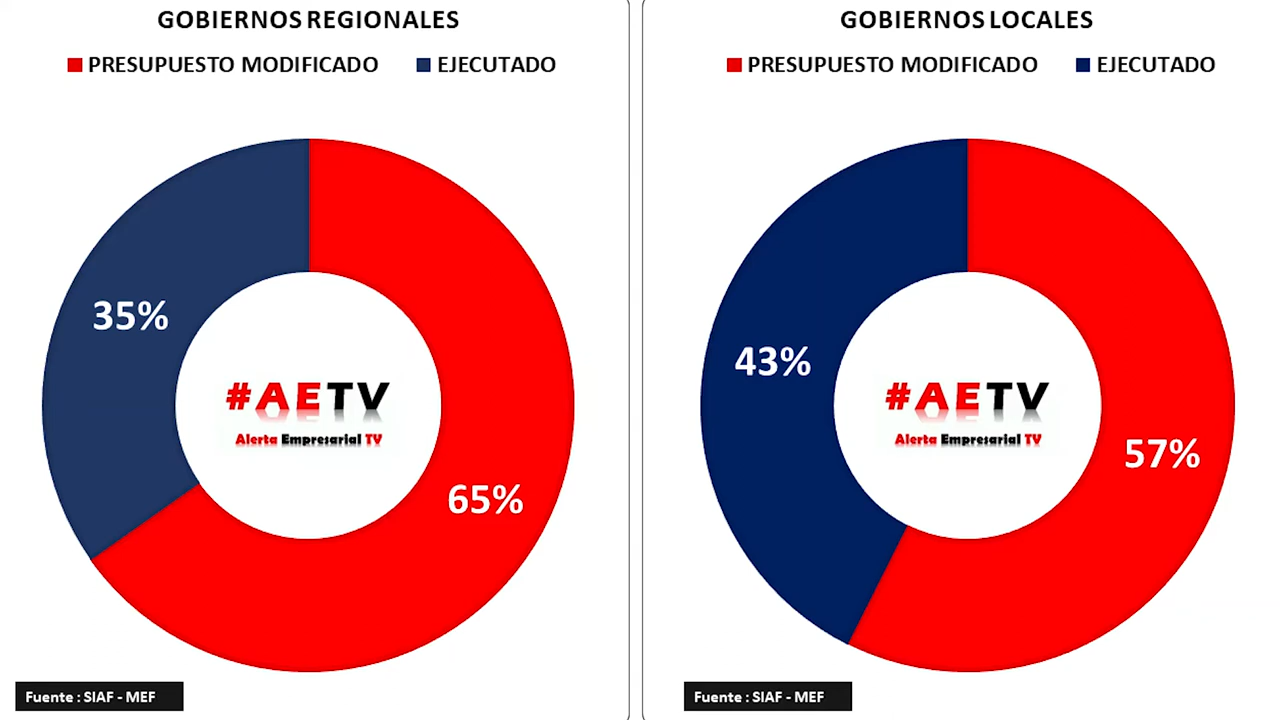 GOBIERNOS REGIONALES
PRESUPUESTO MODIFICADO EJECUTADO
35%
65%
#AETV
Alerta Empresarial TV
Fuente : SIAF - MEF
GOBIERNOS LOCALES
PRESUPUESTO MODIFICADO EJECUTADO
43%
57%
#AETV
Alerta Empresarial TV
Fuente : SIAF - MEF